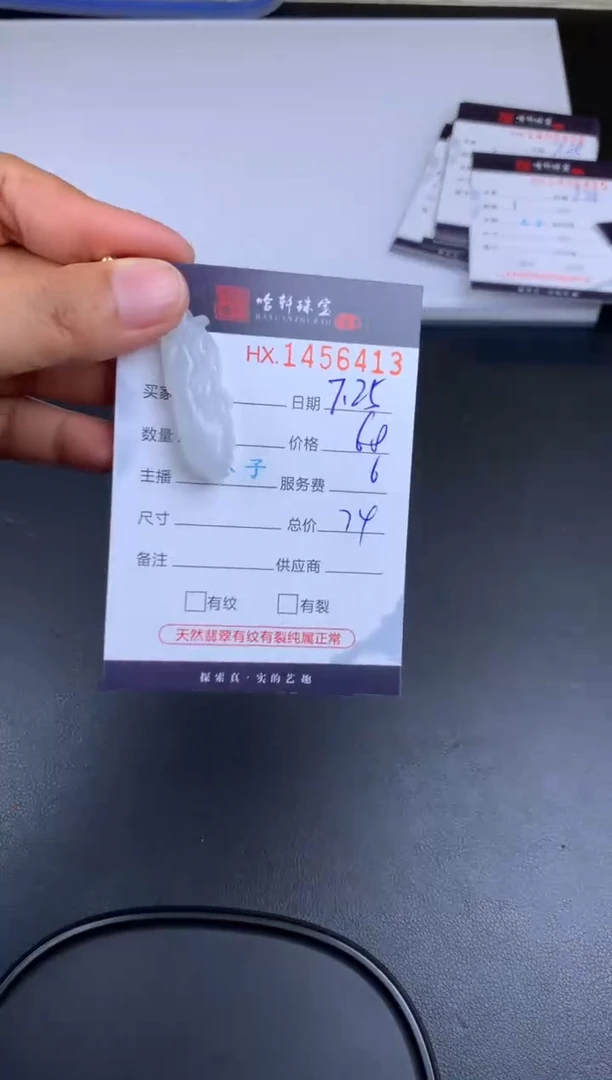 哈轩珠宝
HX.1456413
买家 日期 7.25
数量 价格 68
主播 子 服务费 6
尺寸 总价 74
备注 供应商
有纹 有裂
天然翡翠有纹有裂纯属正常
探索真·实的艺趣